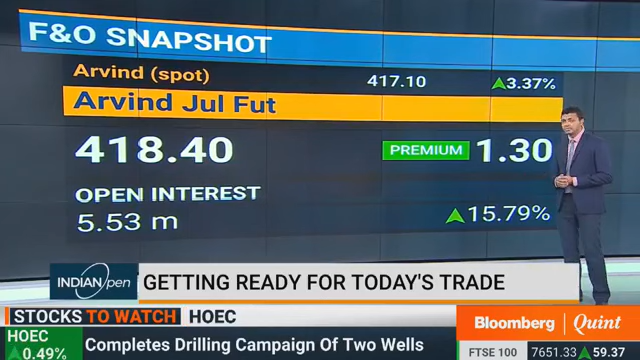 F&O SNAPSHOT
Arvind (spot) 417.10 ▲3.37%
Arvind Jul Fut
418.40 PREMIUM 1.30
OPEN INTEREST
5.53 m ▲15.79%
INDIANopen GETTING READY FOR TODAY'S TRADE
STOCKS TO WATCH HOEC
Bloomberg Quint
HOEC
▲0.49%
Completes Drilling Campaign Of Two Wells
FTSE 100 7651.33 ▲59.37